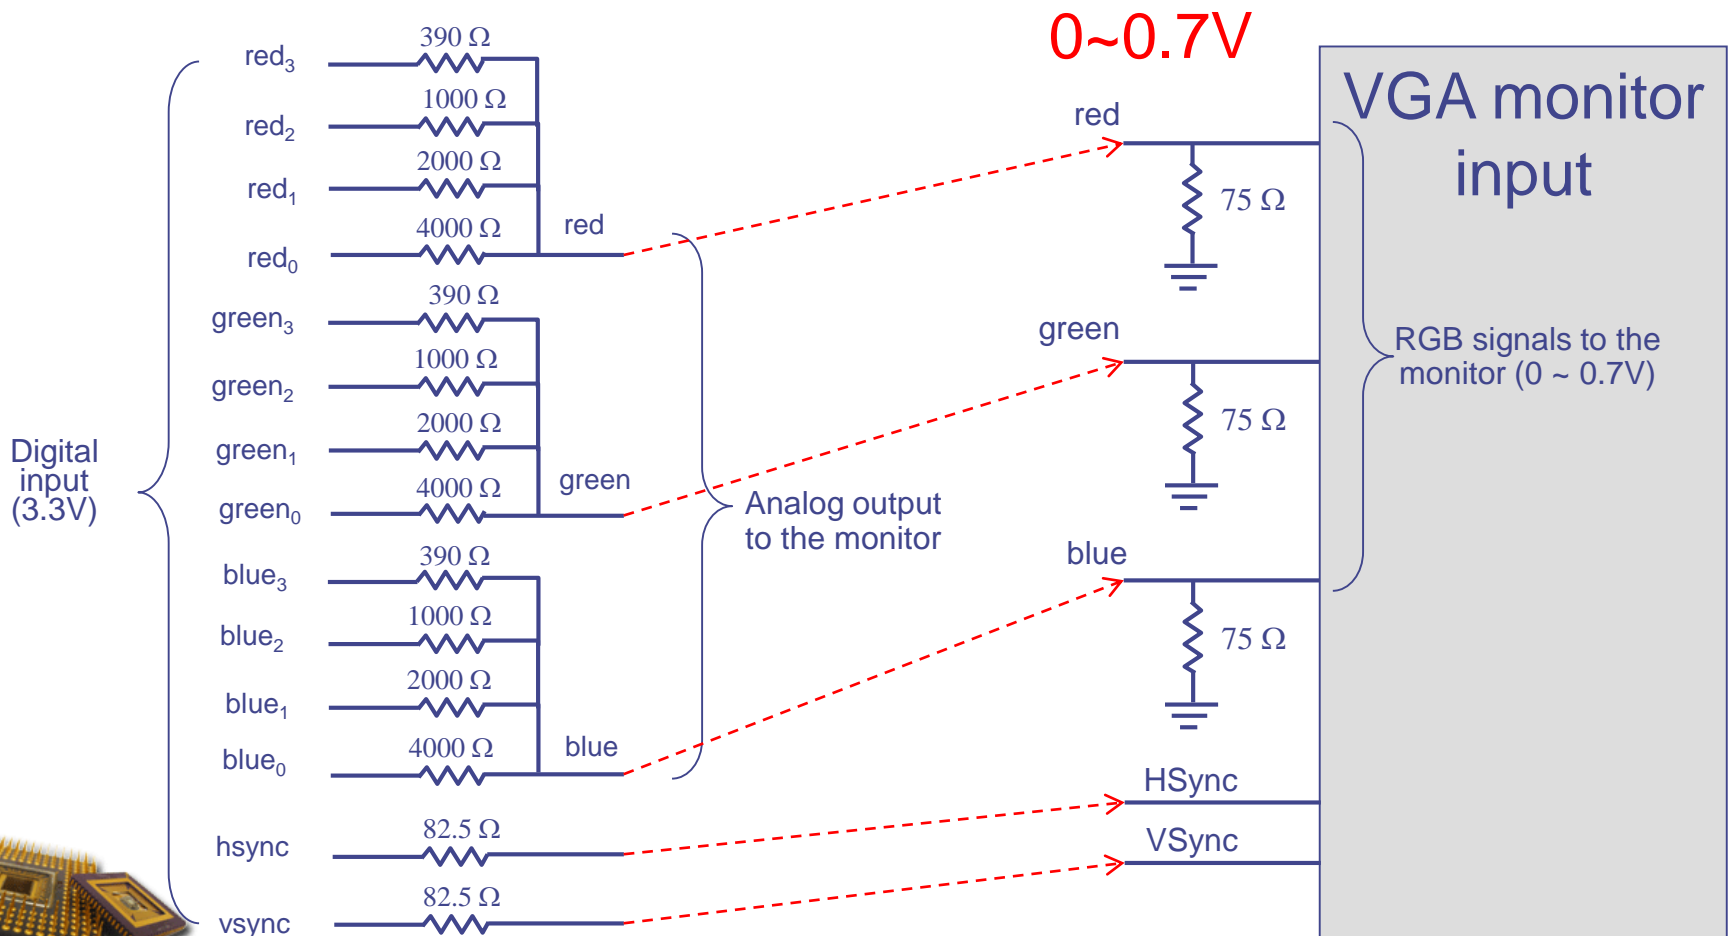 0~0.7V
VGA monitor
input
Digital
input
(3.3V)
red3
390 Ω
red2
1000 Ω
red1
2000 Ω
red0
4000 Ω
red
green3
390 Ω
green2
1000 Ω
green1
2000 Ω
green0
4000 Ω
green
blue3
390 Ω
blue2
1000 Ω
blue1
2000 Ω
blue0
4000 Ω
blue
hsync
82.5 Ω
vsync
82.5 Ω
Analog output
to the monitor
red
75 Ω
green
75 Ω
blue
75 Ω
HSync
VSync
RGB signals to the
monitor (0 ~ 0.7V)